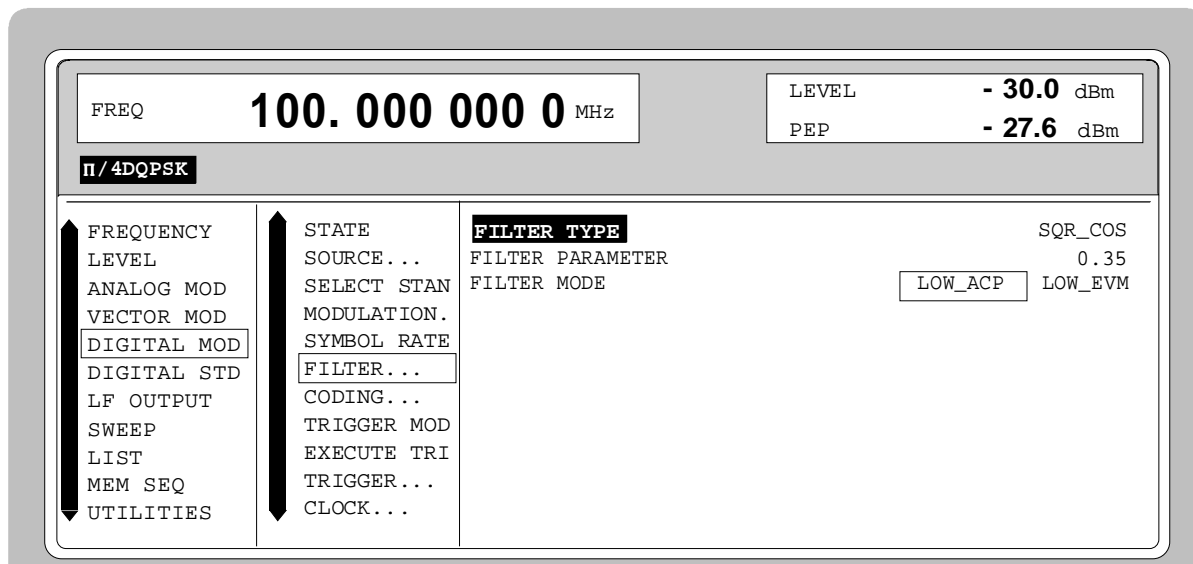 FREQ 100. 000 000 0 MHz
LEVEL - 30.0 dBm
PEP - 27.6 dBm
Π/4DQPSK
FREQUENCY
LEVEL
ANALOG MOD
VECTOR MOD
DIGITAL MOD
DIGITAL STD
LF OUTPUT
SWEEP
LIST
MEM SEQ
UTILITIES
STATE
SOURCE...
SELECT STAN
MODULATION.
SYMBOL RATE
FILTER...
CODING...
TRIGGER MOD
EXECUTE TRI
TRIGGER...
CLOCK...
FILTER TYPE SQR_COS
FILTER PARAMETER 0.35
FILTER MODE LOW_ACP LOW_EVM